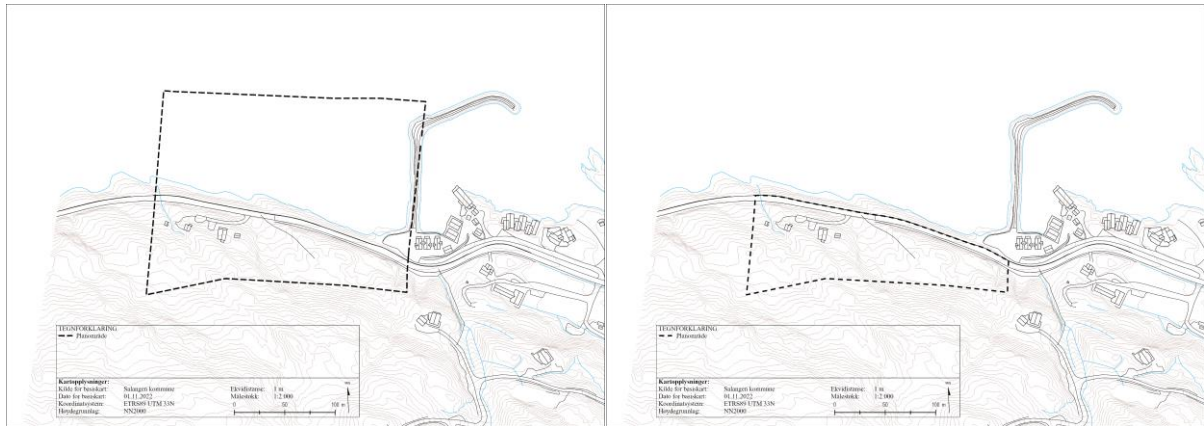 TEGNFORKLARING
Planområde
Kartopplysninger:
Kilde for basiskart: Salangen kommune Ekvidistanse: 1 m
Dato for basiskart: 01.11.2022 Målestokk: 1:2 000
Koordinatsystem: ETRS89 UTM 33N
Høydegrunnlag: NN2000
0 50 100 m
TEGNFORKLARING
Planområde
Kartopplysninger:
Kilde for basiskart: Salangen kommune Ekvidistanse: 1 m
Dato for basiskart: 01.11.2022 Målestokk: 1:2 000
Koordinatsystem: ETRS89 UTM 33N
Høydegrunnlag: NN2000
0 50 100 m